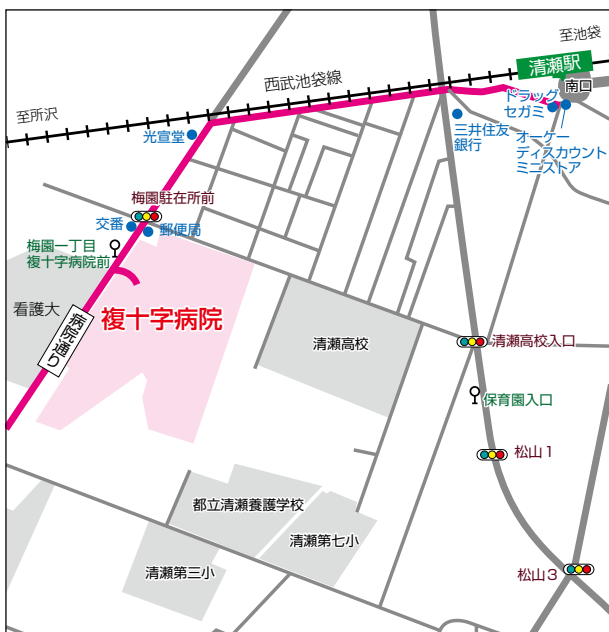 至池袋
清瀬駅
南口
西武池袋線
ドラッグ
セガミ
至所沢
光宣堂
三井住友
銀行
オーケー
ディスカウント
ミニストア
梅園駐在所前
交番
郵便局
梅園一丁目
複十字病院前
看護大
複十字病院
病院通り
清瀬高校
清瀬高校入口
保育園入口
松山1
都立清瀬養護学校
清瀬第七小
清瀬第三小
松山3